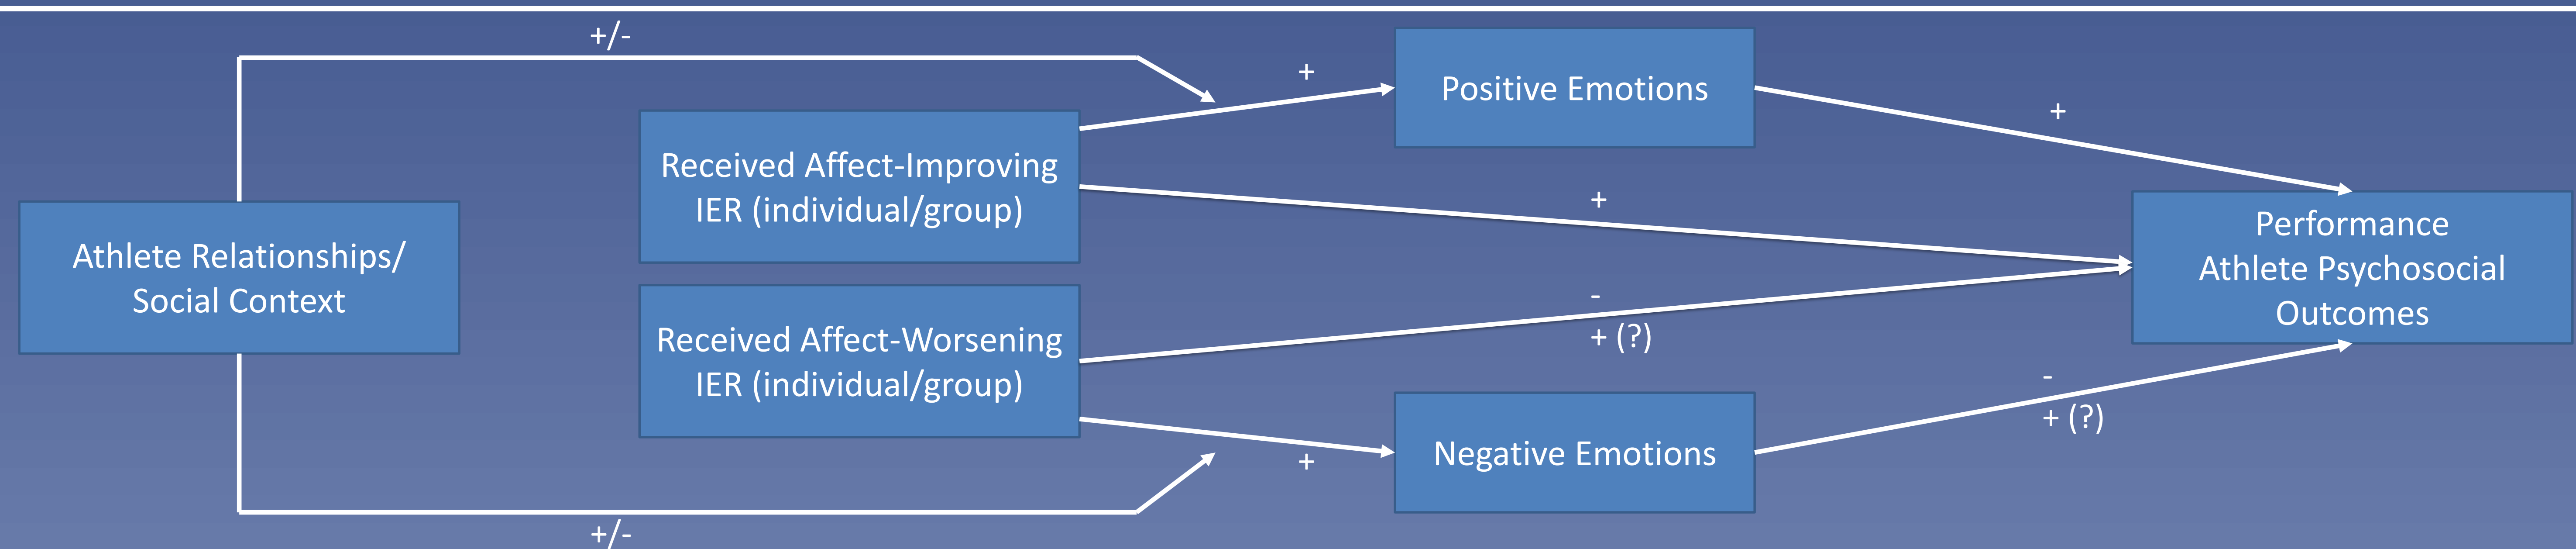 +/-
+
Positive Emotions
+
Received Affect-Improving
IER (individual/group)
+
Performance
Athlete Psychosocial
Outcomes
Athlete Relationships/
Social Context
-
+ (?)
Received Affect-Worsening
IER (individual/group)
-
+ (?)
Negative Emotions
+
+/-